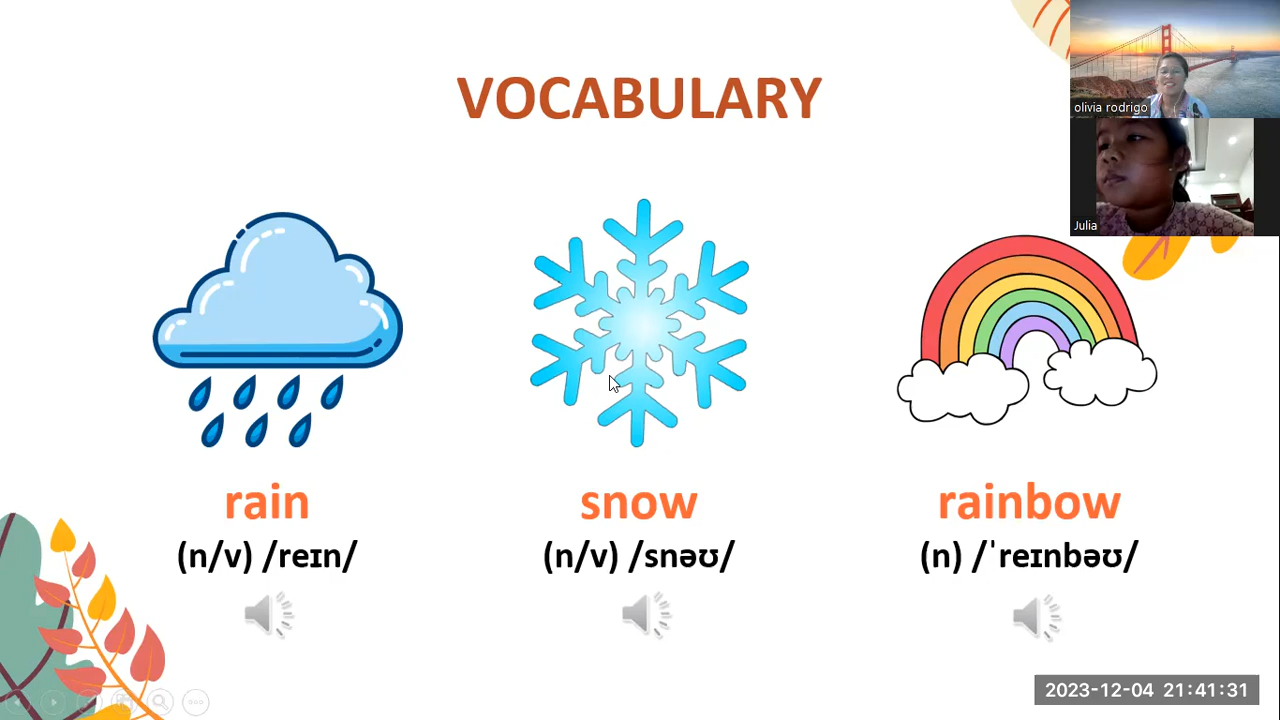 VOCABULARY
olivia rodrigo
Julia
rain
snow
rainbow
(n/v) /reɪn/
(n/v) /snəʊ/
(n) /ˈreɪnbəʊ/
2023-12-04 21:41:31